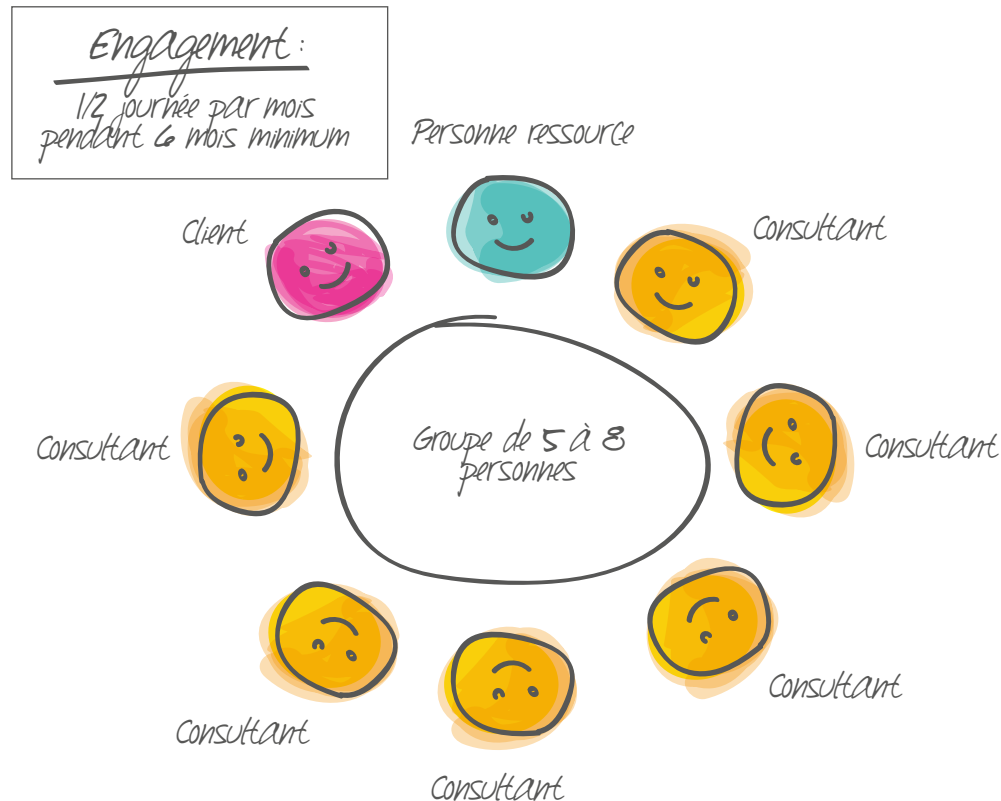 Engagement :
1/2 journée par mois
pendant 6 mois minimum
Personne ressource
Client
Consultant
Groupe de 5 à 8
personnes
Consultant
Consultant
Consultant
Consultant
Consultant